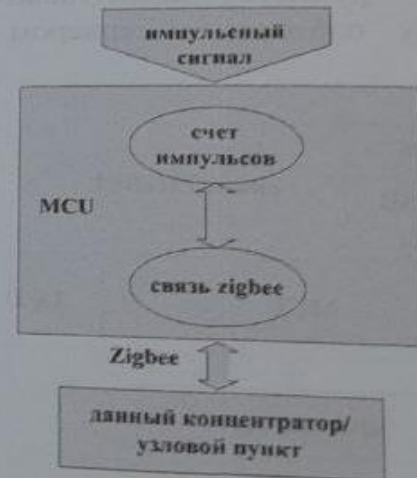 импульсный
сигнал
счет
импульсов
MCU
связь zigbee
Zigbee
данный концентратор/
узловой пункт